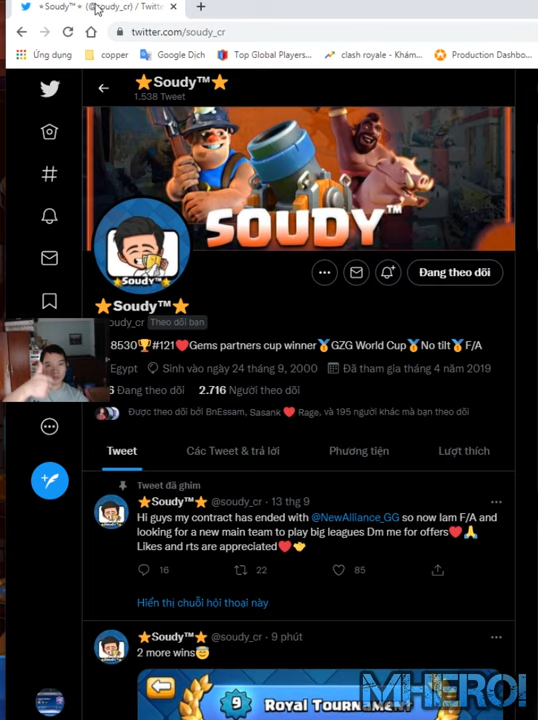 ⭐Soudy™⭐ (@soudy_cr) / Twitte
twitter.com/soudy_cr
Ứng dụng
copper
Google Dịch
Top Global Players...
clash royale - Khám...
Production Dashbo...
⭐Soudy™⭐
1.538 Tweet
SOUDY™
Soudy™
Đang theo dõi
⭐Soudy™⭐
oudy_cr Theo dõi bạn
8530🏆#121❤️Gems partners cup winner🏅GZG World Cup🏅No tilt🏅F/A
Egypt Sinh vào ngày 24 tháng 9, 2000 Đã tham gia tháng 4 năm 2019
6 Đang theo dõi 2.716 Người theo dõi
Được theo dõi bởi BnEssam, Sasank ❤️ Rage, và 195 người khác mà bạn theo dõi
Tweet Các Tweet & trả lời Phương tiện Lượt thích
Tweet đã ghim
⭐Soudy™⭐ @soudy_cr · 13 thg 9
Hi guys my contract has ended with @NewAlliance_GG so now Iam F/A and
looking for a new main team to play big leagues Dm me for offers❤️🙏
Likes and rts are appreciated❤️🤝
16 22 85
Hiển thị chuỗi hội thoại này
⭐Soudy™⭐ @soudy_cr · 9 phút
2 more wins😇
9 Royal Tournament
MHERO!